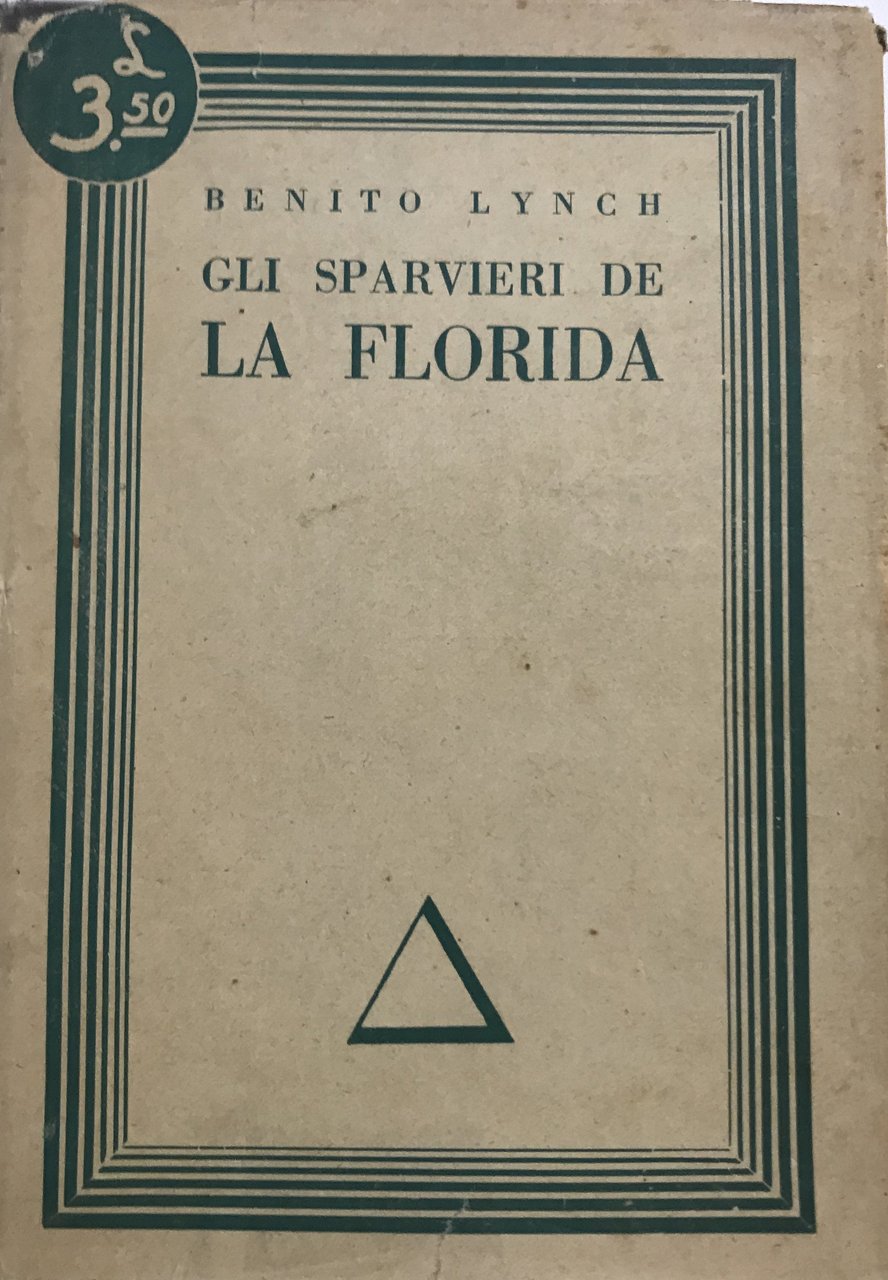 L
3.50
BENITO LYNCH
GLI SPARVIERI DE
LA FLORIDA